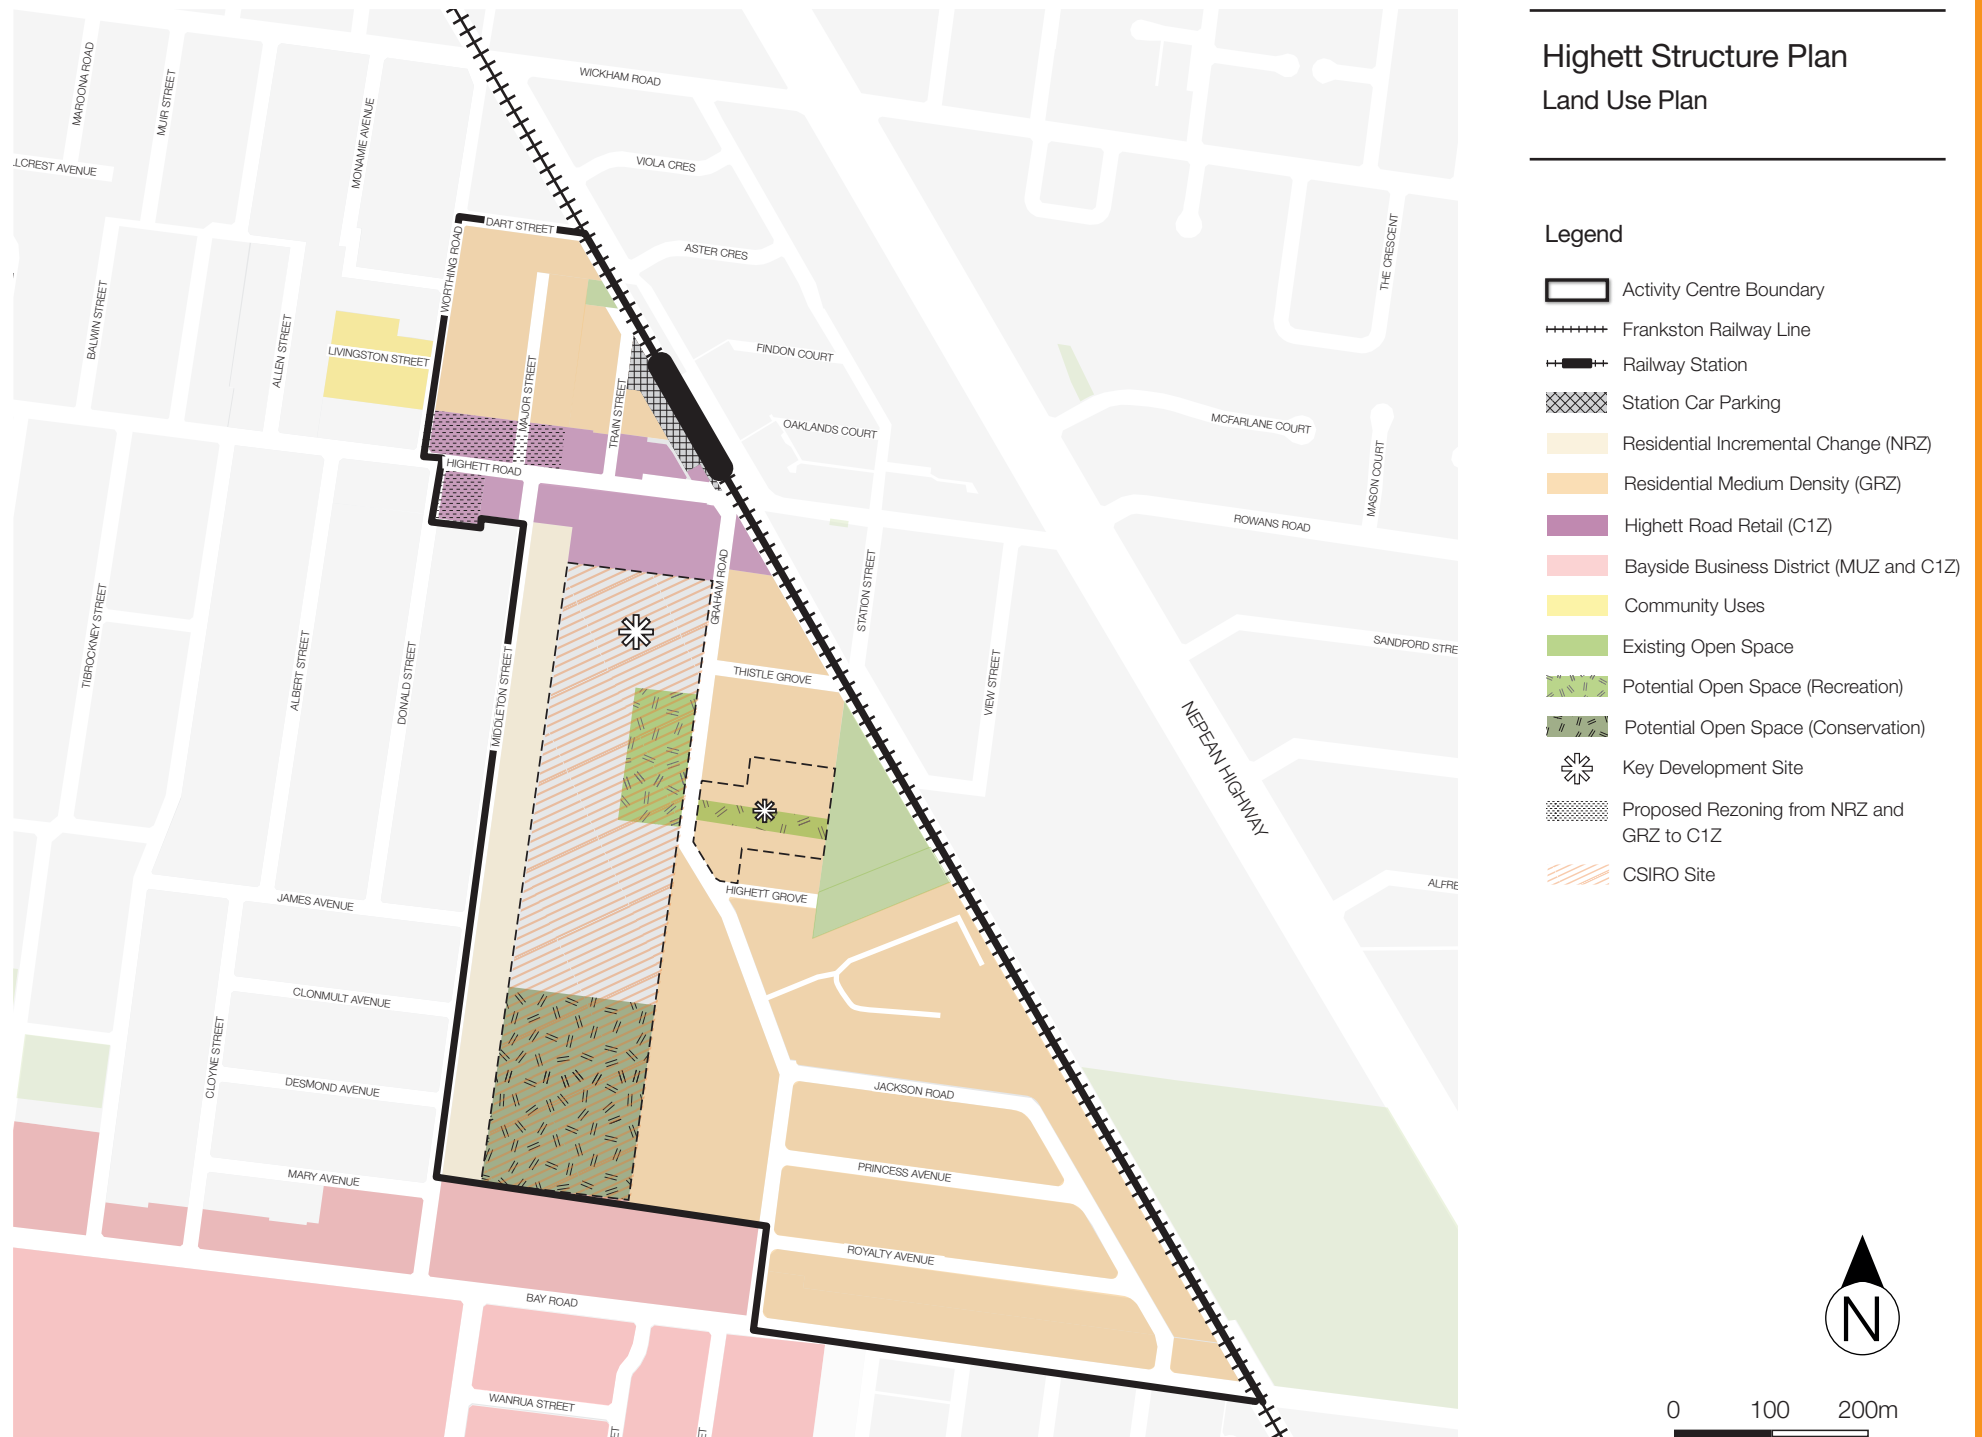 Highett Structure Plan
Land Use Plan
Legend
Activity Centre Boundary
Frankston Railway Line
Railway Station
Station Car Parking
Residential Incremental Change (NRZ)
Residential Medium Density (GRZ)
Highett Road Retail (C1Z)
Bayside Business District (MUZ and C1Z)
Community Uses
Existing Open Space
Potential Open Space (Recreation)
Potential Open Space (Conservation)
Key Development Site
Proposed Rezoning from NRZ and
GRZ to C1Z
CSIRO Site
N
0 100 200m
MAROONA ROAD
MUIR STREET
MONAMIE AVENUE
WICKHAM ROAD
LCREST AVENUE
VIOLA CRES
DART STREET
WORTHING ROAD
ASTER CRES
THE CRESCENT
BALWIN STREET
ALLEN STREET
LIVINGSTON STREET
MAJOR STREET
TRAIN STREET
FINDON COURT
OAKLANDS COURT
MCFARLANE COURT
MASON COURT
HIGHETT ROAD
ROWANS ROAD
GRAHAM ROAD
STATION STREET
TIBROCKNEY STREET
ALBERT STREET
DONALD STREET
MIDDLETON STREET
THISTLE GROVE
VIEW STREET
SANDFORD STRE
NEPEAN HIGHWAY
HIGHETT GROVE
ALFRE
JAMES AVENUE
CLONMULT AVENUE
CLOYNE STREET
DESMOND AVENUE
JACKSON ROAD
MARY AVENUE
PRINCESS AVENUE
ROYALTY AVENUE
BAY ROAD
WANRUA STREET
ET
ET